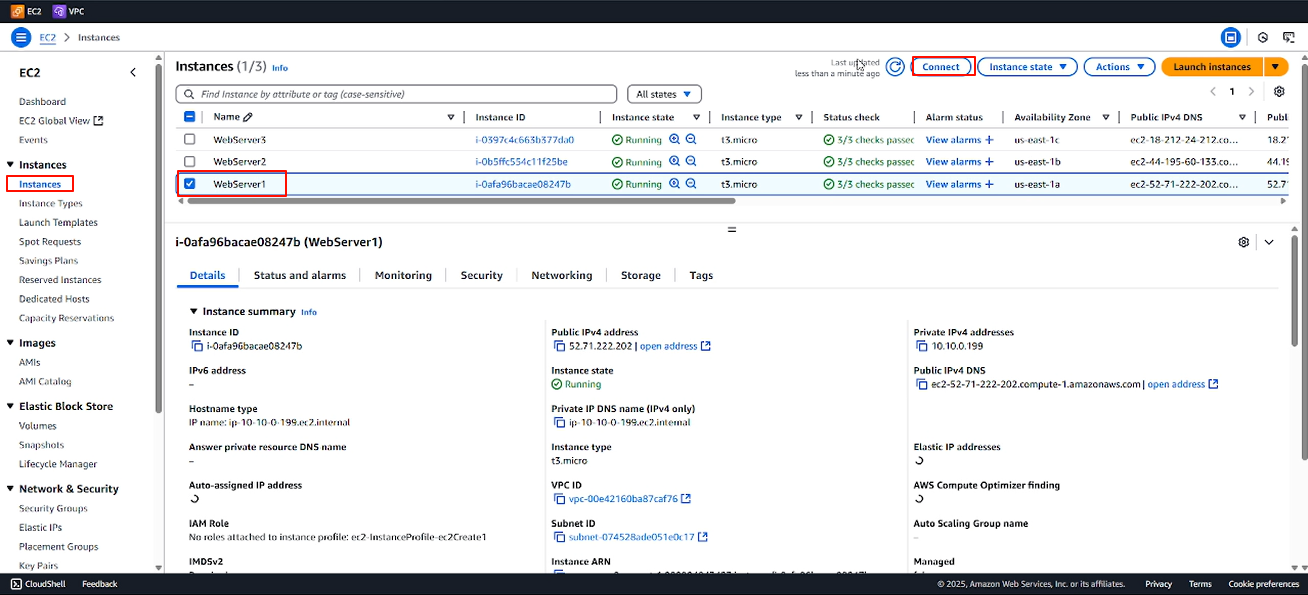 EC2 VPC
EC2 > Instances
EC2
Dashboard
EC2 Global View
Events
Instances
Instances
Instance Types
Launch Templates
Spot Requests
Savings Plans
Reserved Instances
Dedicated Hosts
Capacity Reservations
Images
AMIs
AMI Catalog
Elastic Block Store
Volumes
Snapshots
Lifecycle Manager
Network & Security
Security Groups
Elastic IPs
Placement Groups
Key Pairs
Instances (1/3) Info
Last updated
less than a minute ago
Connect Instance state Actions Launch instances
Find Instance by attribute or tag (case-sensitive) All states 1
Name Instance ID Instance state Instance type Status check Alarm status Availability Zone Public IPv4 DNS Publ
WebServer3 i-0397c4c663b377da0 Running t3.micro 3/3 checks passed View alarms + us-east-1c ec2-18-212-24-212.co... 18.2
WebServer2 i-0b5ffc554c11f25be Running t3.micro 3/3 checks passed View alarms + us-east-1b ec2-44-195-60-133.co... 44.19
WebServer1 i-0afa96bacae08247b Running t3.micro 3/3 checks passed View alarms + us-east-1a ec2-52-71-222-202.co... 52.7
i-0afa96bacae08247b (WebServer1)
Details Status and alarms Monitoring Security Networking Storage Tags
Instance summary Info
Instance ID
i-0afa96bacae08247b
IPv6 address
–
Hostname type
IP name: ip-10-10-0-199.ec2.internal
Answer private resource DNS name
–
Auto-assigned IP address
IAM Role
No roles attached to instance profile: ec2-InstanceProfile-ec2Create1
IMDSv2
Public IPv4 address
52.71.222.202 | open address
Instance state
Running
Private IP DNS name (IPv4 only)
ip-10-10-0-199.ec2.internal
Instance type
t3.micro
VPC ID
vpc-00e42160ba87caf76
Subnet ID
subnet-074528ade051e0c17
Instance ARN
Private IPv4 addresses
10.10.0.199
Public IPv4 DNS
ec2-52-71-222-202.compute-1.amazonaws.com | open address
Elastic IP addresses
AWS Compute Optimizer finding
Auto Scaling Group name
–
Managed
CloudShell Feedback © 2025, Amazon Web Services, Inc. or its affiliates. Privacy Terms Cookie preferences